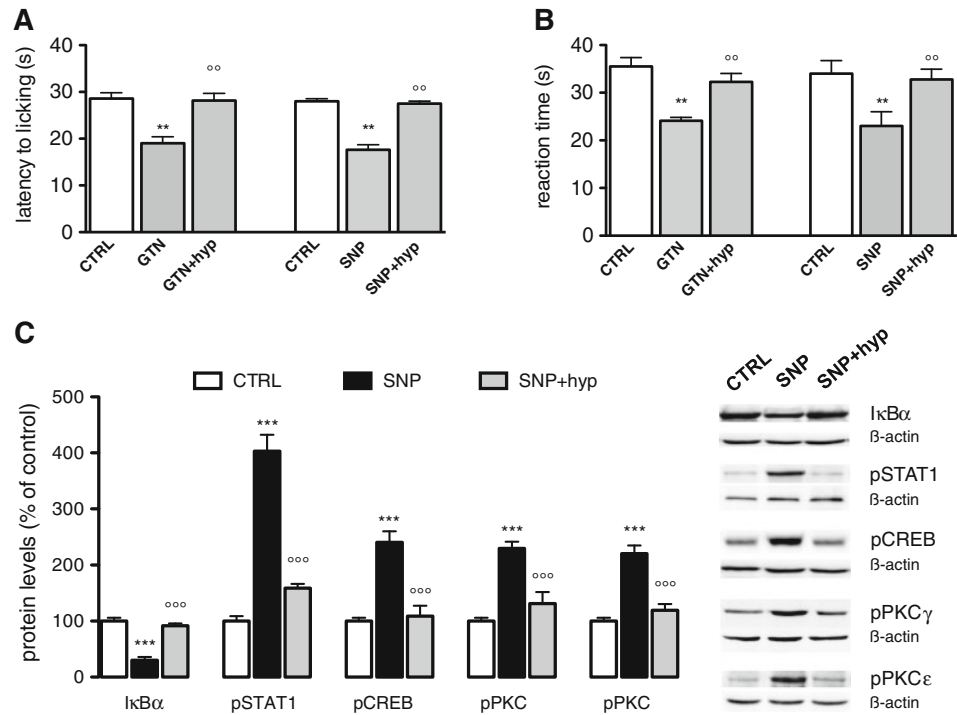 A
latency to licking (s)
40
30
20
10
0
**
°°
**
°°
CTRL
GTN
GTN+hyp
CTRL
SNP
SNP+hyp
B
reaction time (s)
40
30
20
10
0
**
°°
**
°°
CTRL
GTN
GTN+hyp
CTRL
SNP
SNP+hyp
C
CTRL
SNP
SNP+hyp
protein levels (% of control)
500
400
300
200
100
0
***
°°°
***
°°°
***
°°°
***
°°°
***
°°°
IκBα
pSTAT1
pCREB
pPKC
pPKC
CTRL
SNP
SNP+hyp
IκBα
ß-actin
pSTAT1
ß-actin
pCREB
ß-actin
pPKCγ
ß-actin
pPKCε
ß-actin